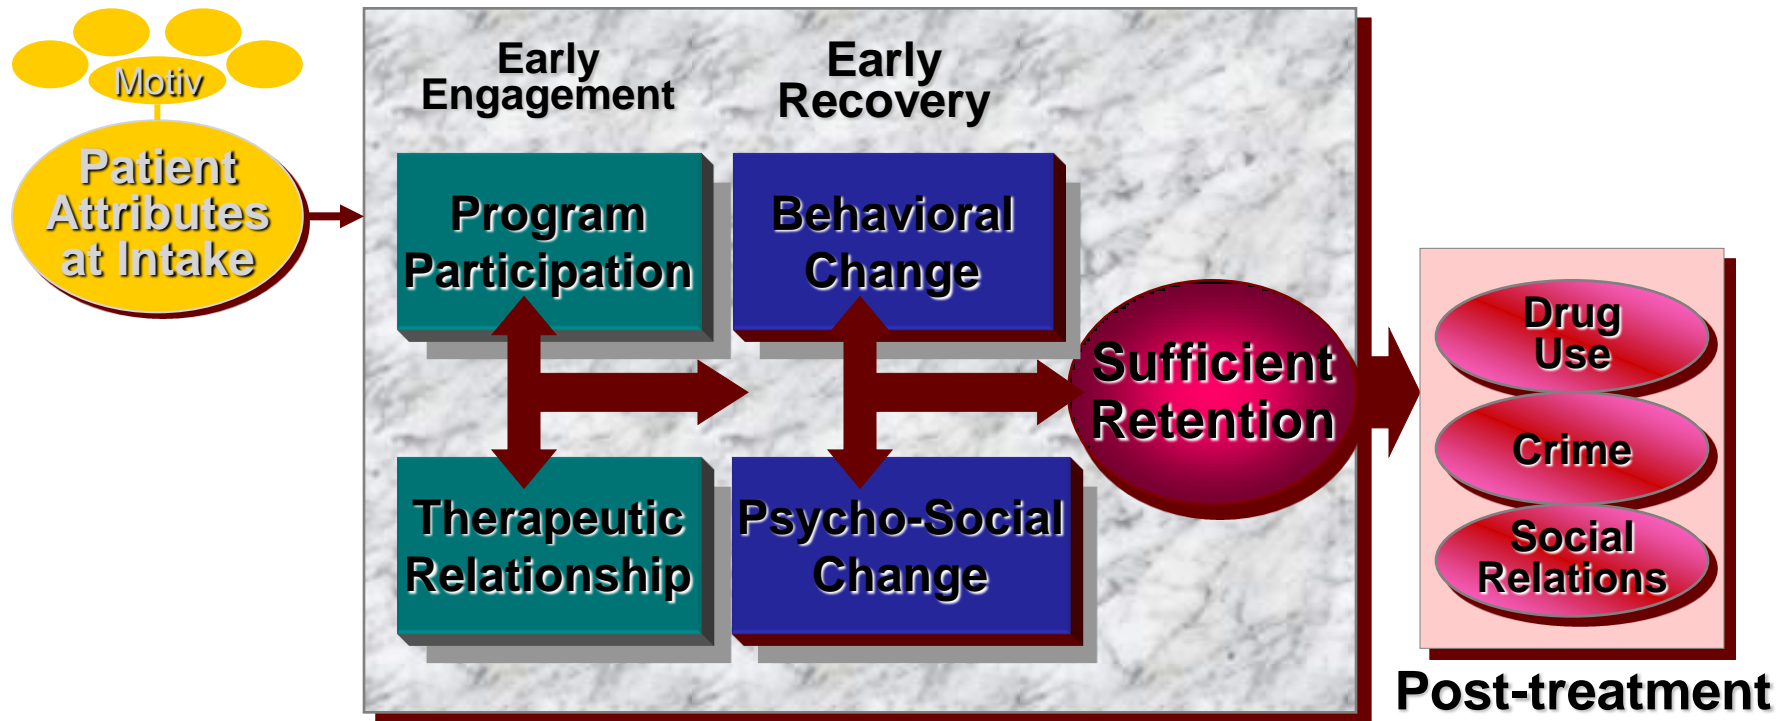 Motiv
Patient
Attributes
at Intake
Early
Engagement
Early
Recovery
Program
Participation
Behavioral
Change
Therapeutic
Relationship
Psycho-Social
Change
Sufficient
Retention
Drug
Use
Crime
Social
Relations
Post-treatment